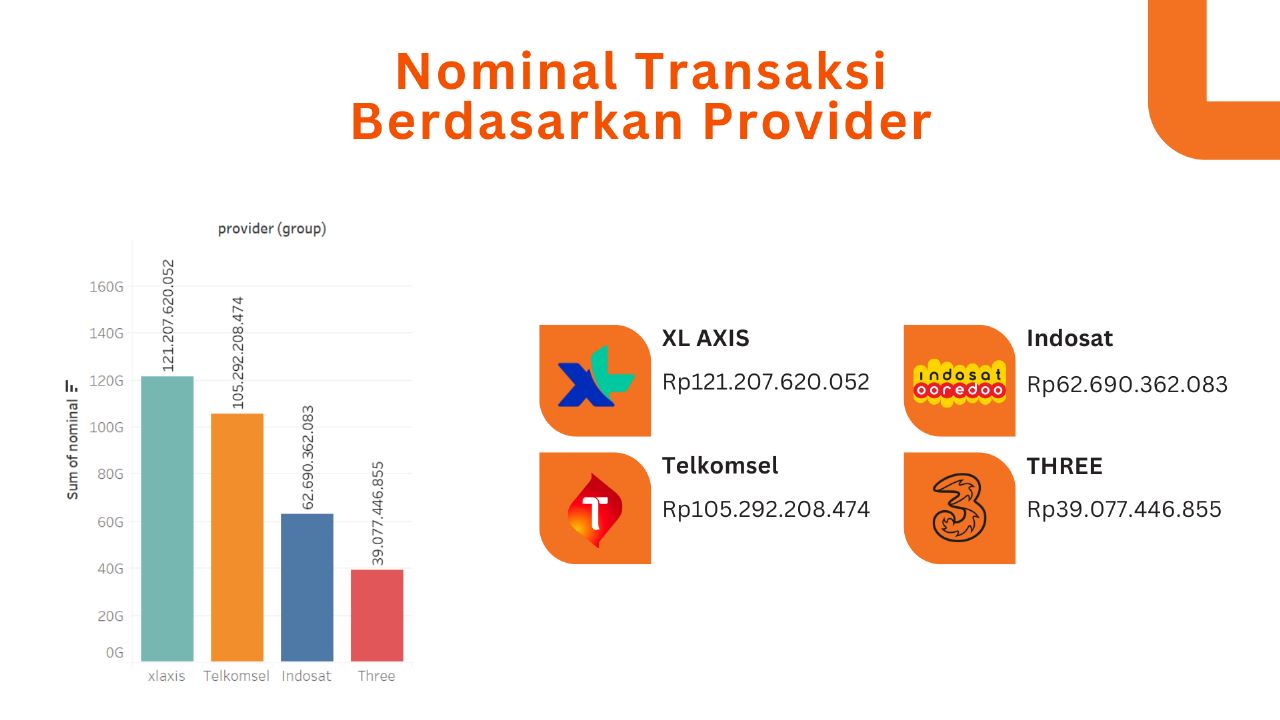 Nominal Transaksi
Berdasarkan Provider
provider (group)
Sum of nominal
160G
140G
120G
100G
80G
60G
40G
20G
0G
121.207.620.052
105.292.208.474
62.690.362.083
39.077.446.855
xlaxis
Telkomsel
Indosat
Three
XL AXIS
Rp121.207.620.052
XL
Indosat
Rp62.690.362.083
indosat
ooredoo
Telkomsel
Rp105.292.208.474
T
THREE
Rp39.077.446.855
3